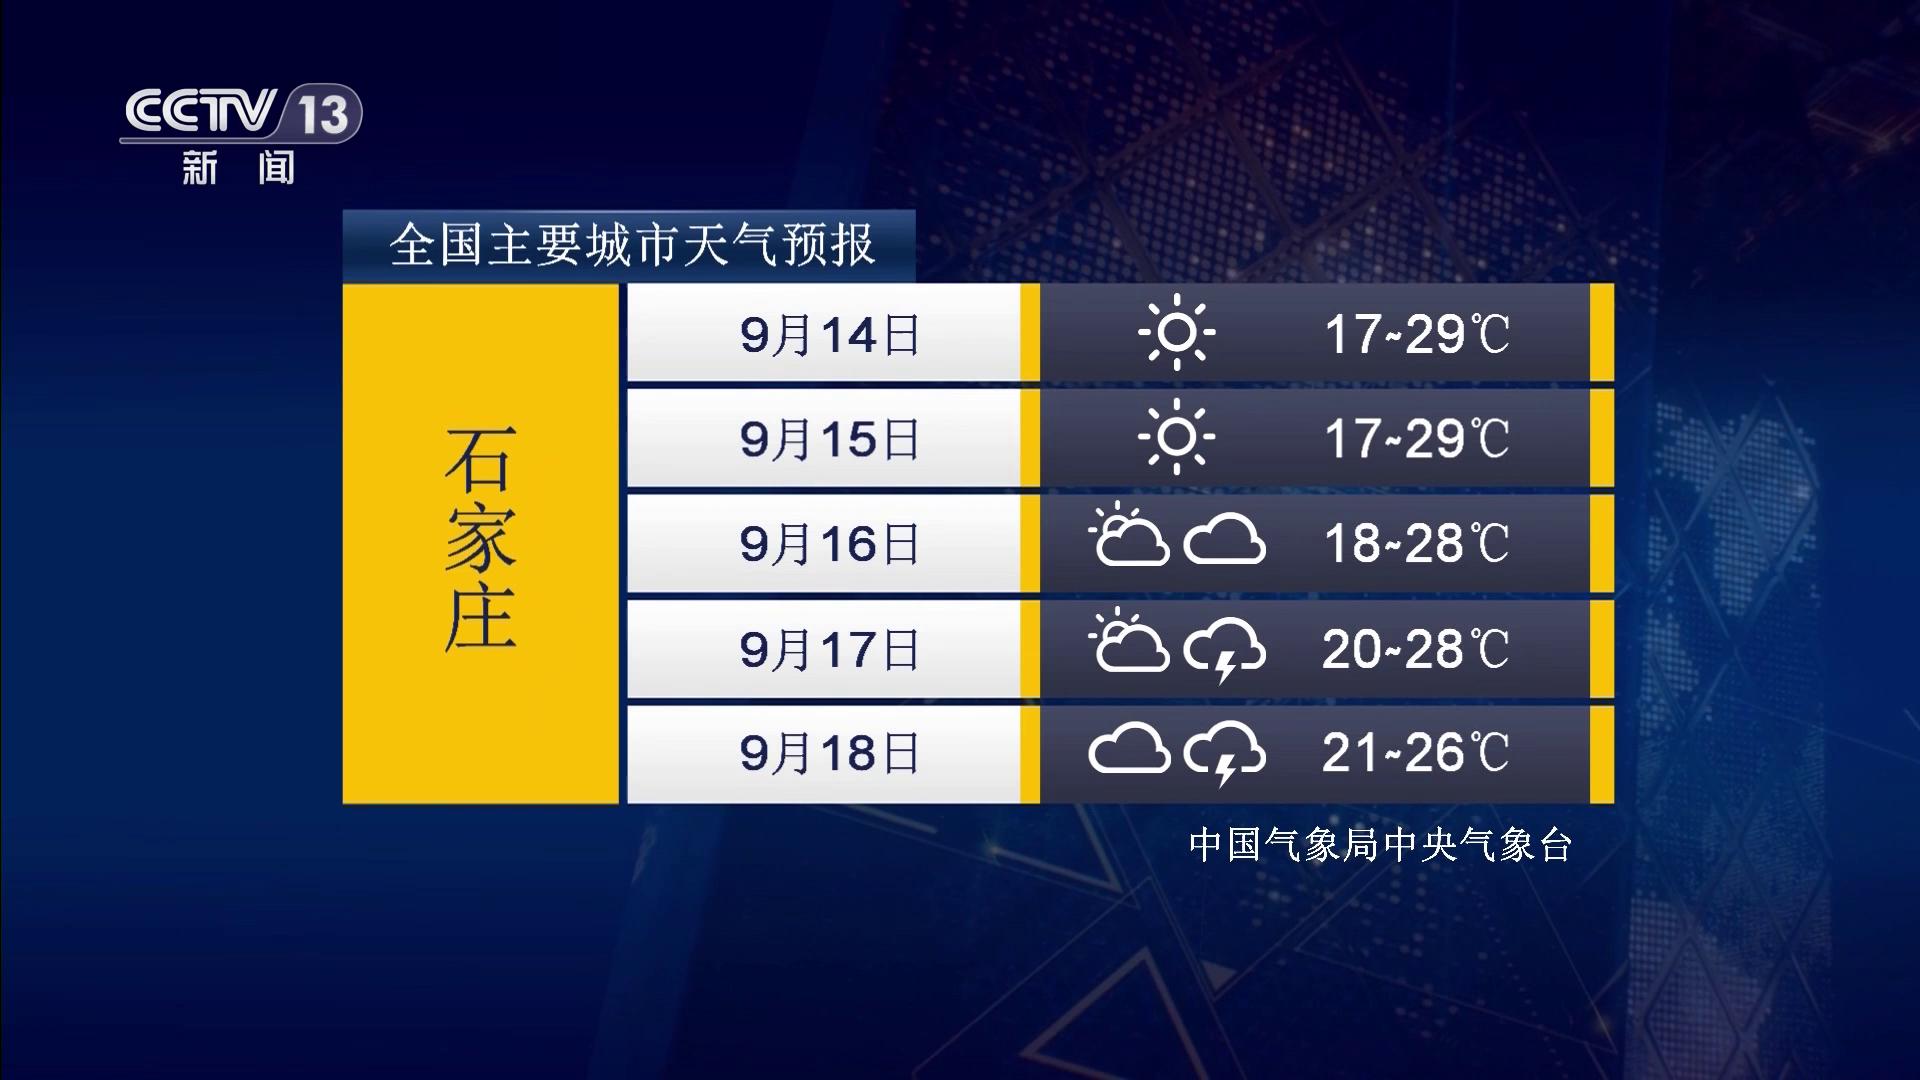 CCTV 13
新闻
全国主要城市天气预报
石家庄
9月14日 17~29℃
9月15日 17~29℃
9月16日 18~28℃
9月17日 20~28℃
9月18日 21~26℃
中国气象局中央气象台